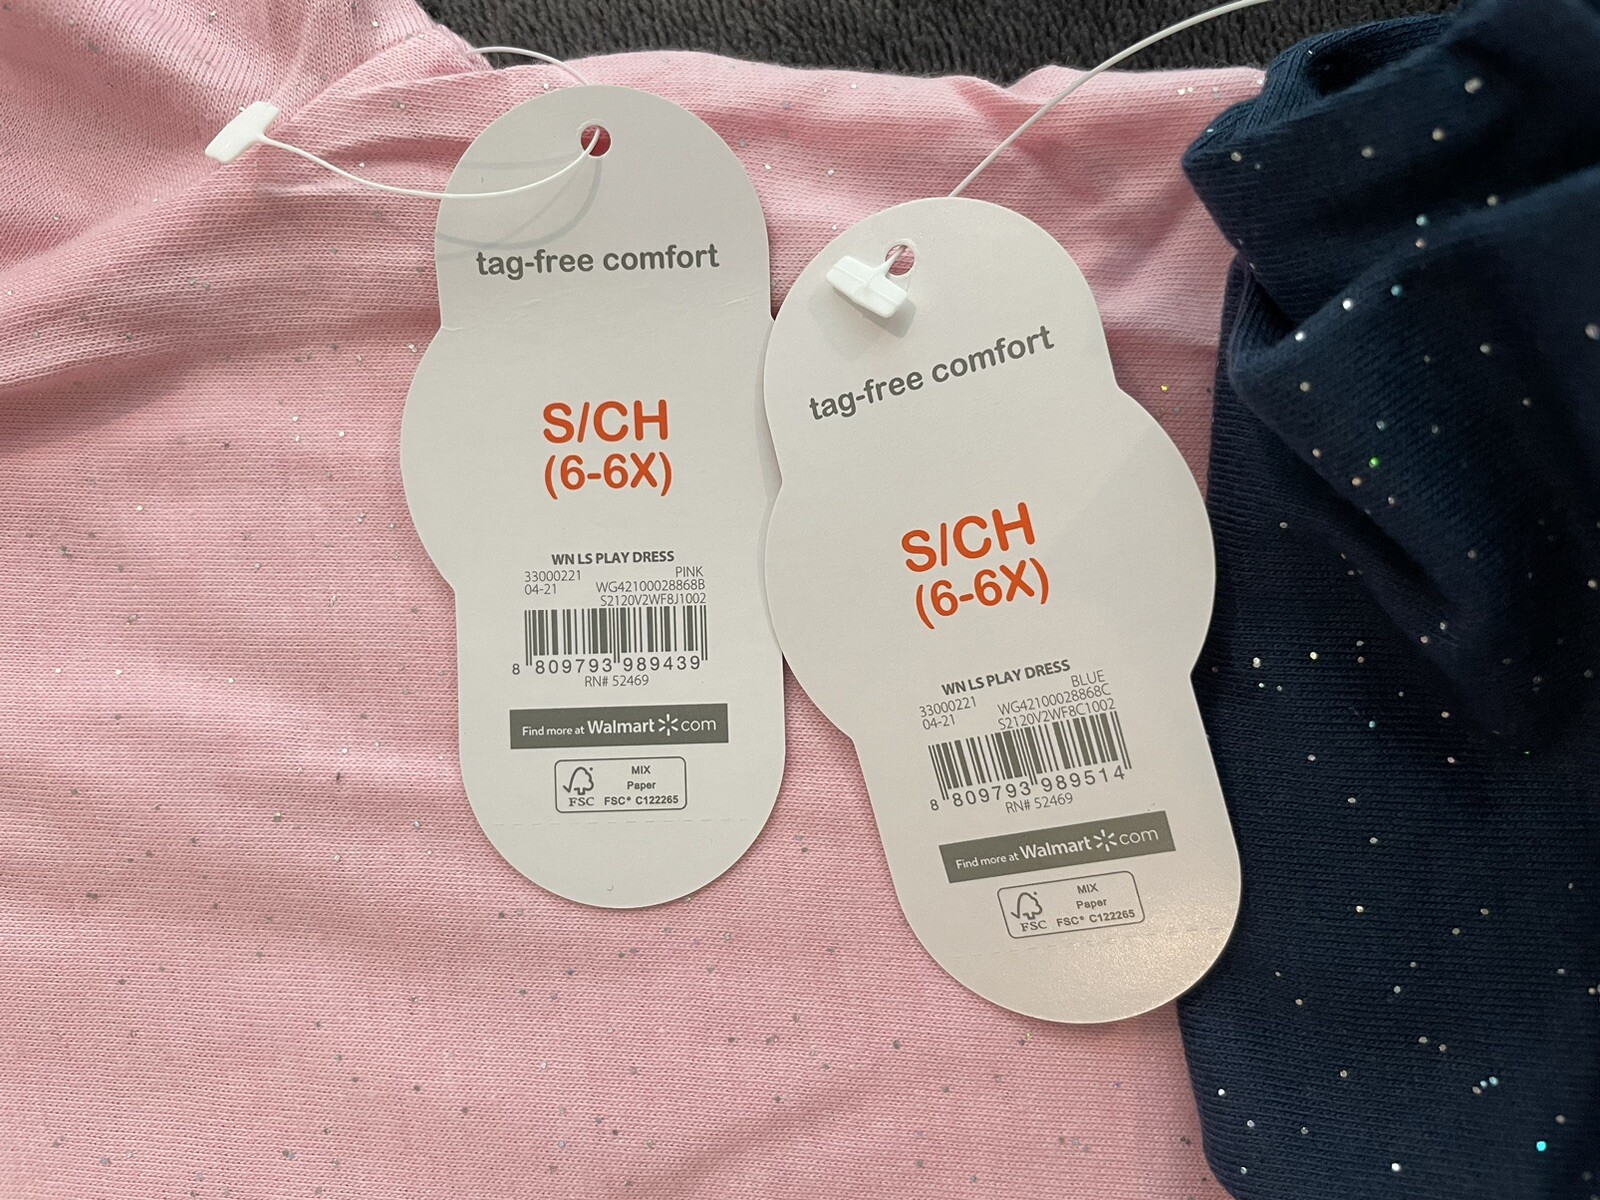 tag-free comfort
S/CH
(6-6X)
WN LS PLAY DRESS
33000221 PINK
04-21 WG42100028868B
S2120V2WF8J1002
8 809793 989439
RN# 52469
Find more at Walmart com
MIX
Paper
FSC FSC® C122265
tag-free comfort
S/CH
(6-6X)
WN LS PLAY DRESS
33000221 BLUE
04-21 WG42100028868C
S2120V2WF8C1002
8 809793 989514
RN# 52469
Find more at Walmart com
MIX
Paper
FSC FSC® C122265